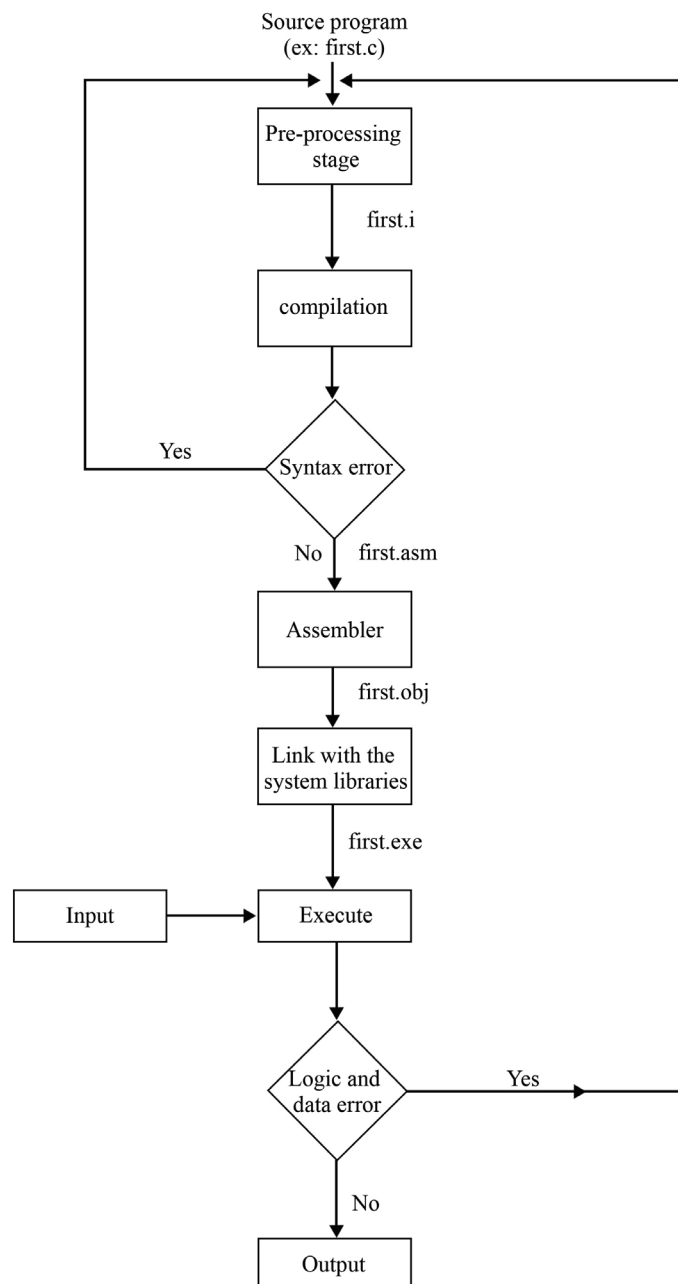 Source program
(ex: first.c)
Pre-processing
stage
first.i
compilation
Yes
Syntax error
No
first.asm
Assembler
first.obj
Link with the
system libraries
first.exe
Input
Execute
Logic and
data error
Yes
No
Output